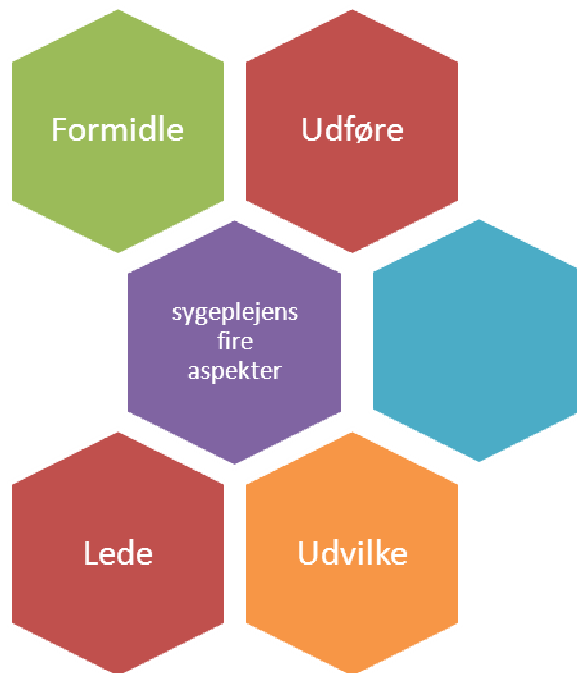 Formidle
Udføre
sygeplejens
fire
aspekter
Lede
Udvilke